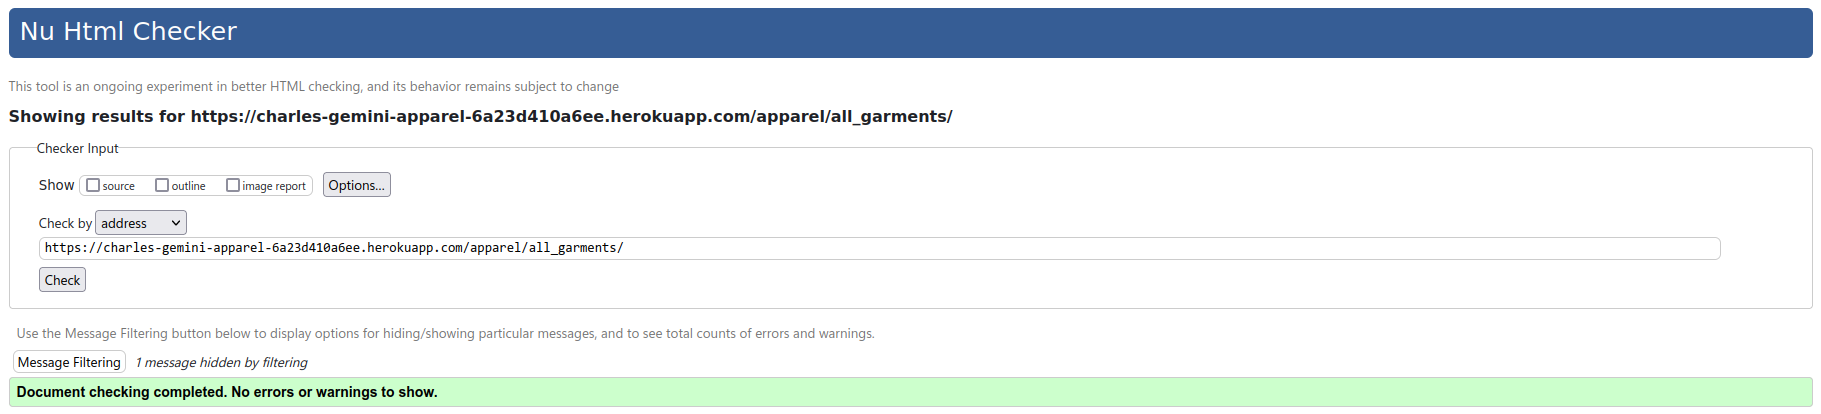 Nu Html Checker
This tool is an ongoing experiment in better HTML checking, and its behavior remains subject to change
Showing results for https://charles-gemini-apparel-6a23d410a6ee.herokuapp.com/apparel/all_garments/
Checker Input
Show source outline image report Options...
Check by address
https://charles-gemini-apparel-6a23d410a6ee.herokuapp.com/apparel/all_garments/
Check
Use the Message Filtering button below to display options for hiding/showing particular messages, and to see total counts of errors and warnings.
Message Filtering 1 message hidden by filtering
Document checking completed. No errors or warnings to show.